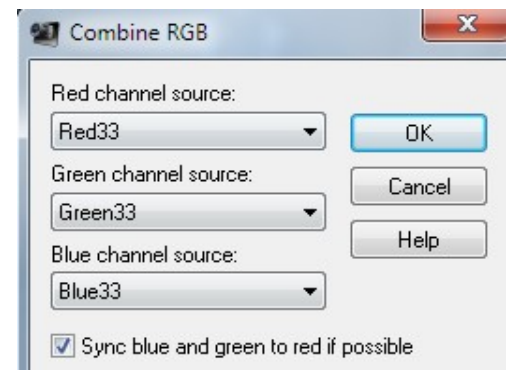 Combine RGB
Red channel source:
Red33
OK
Green channel source:
Cancel
Green33
Help
Blue channel source:
Blue33
Sync blue and green to red if possible